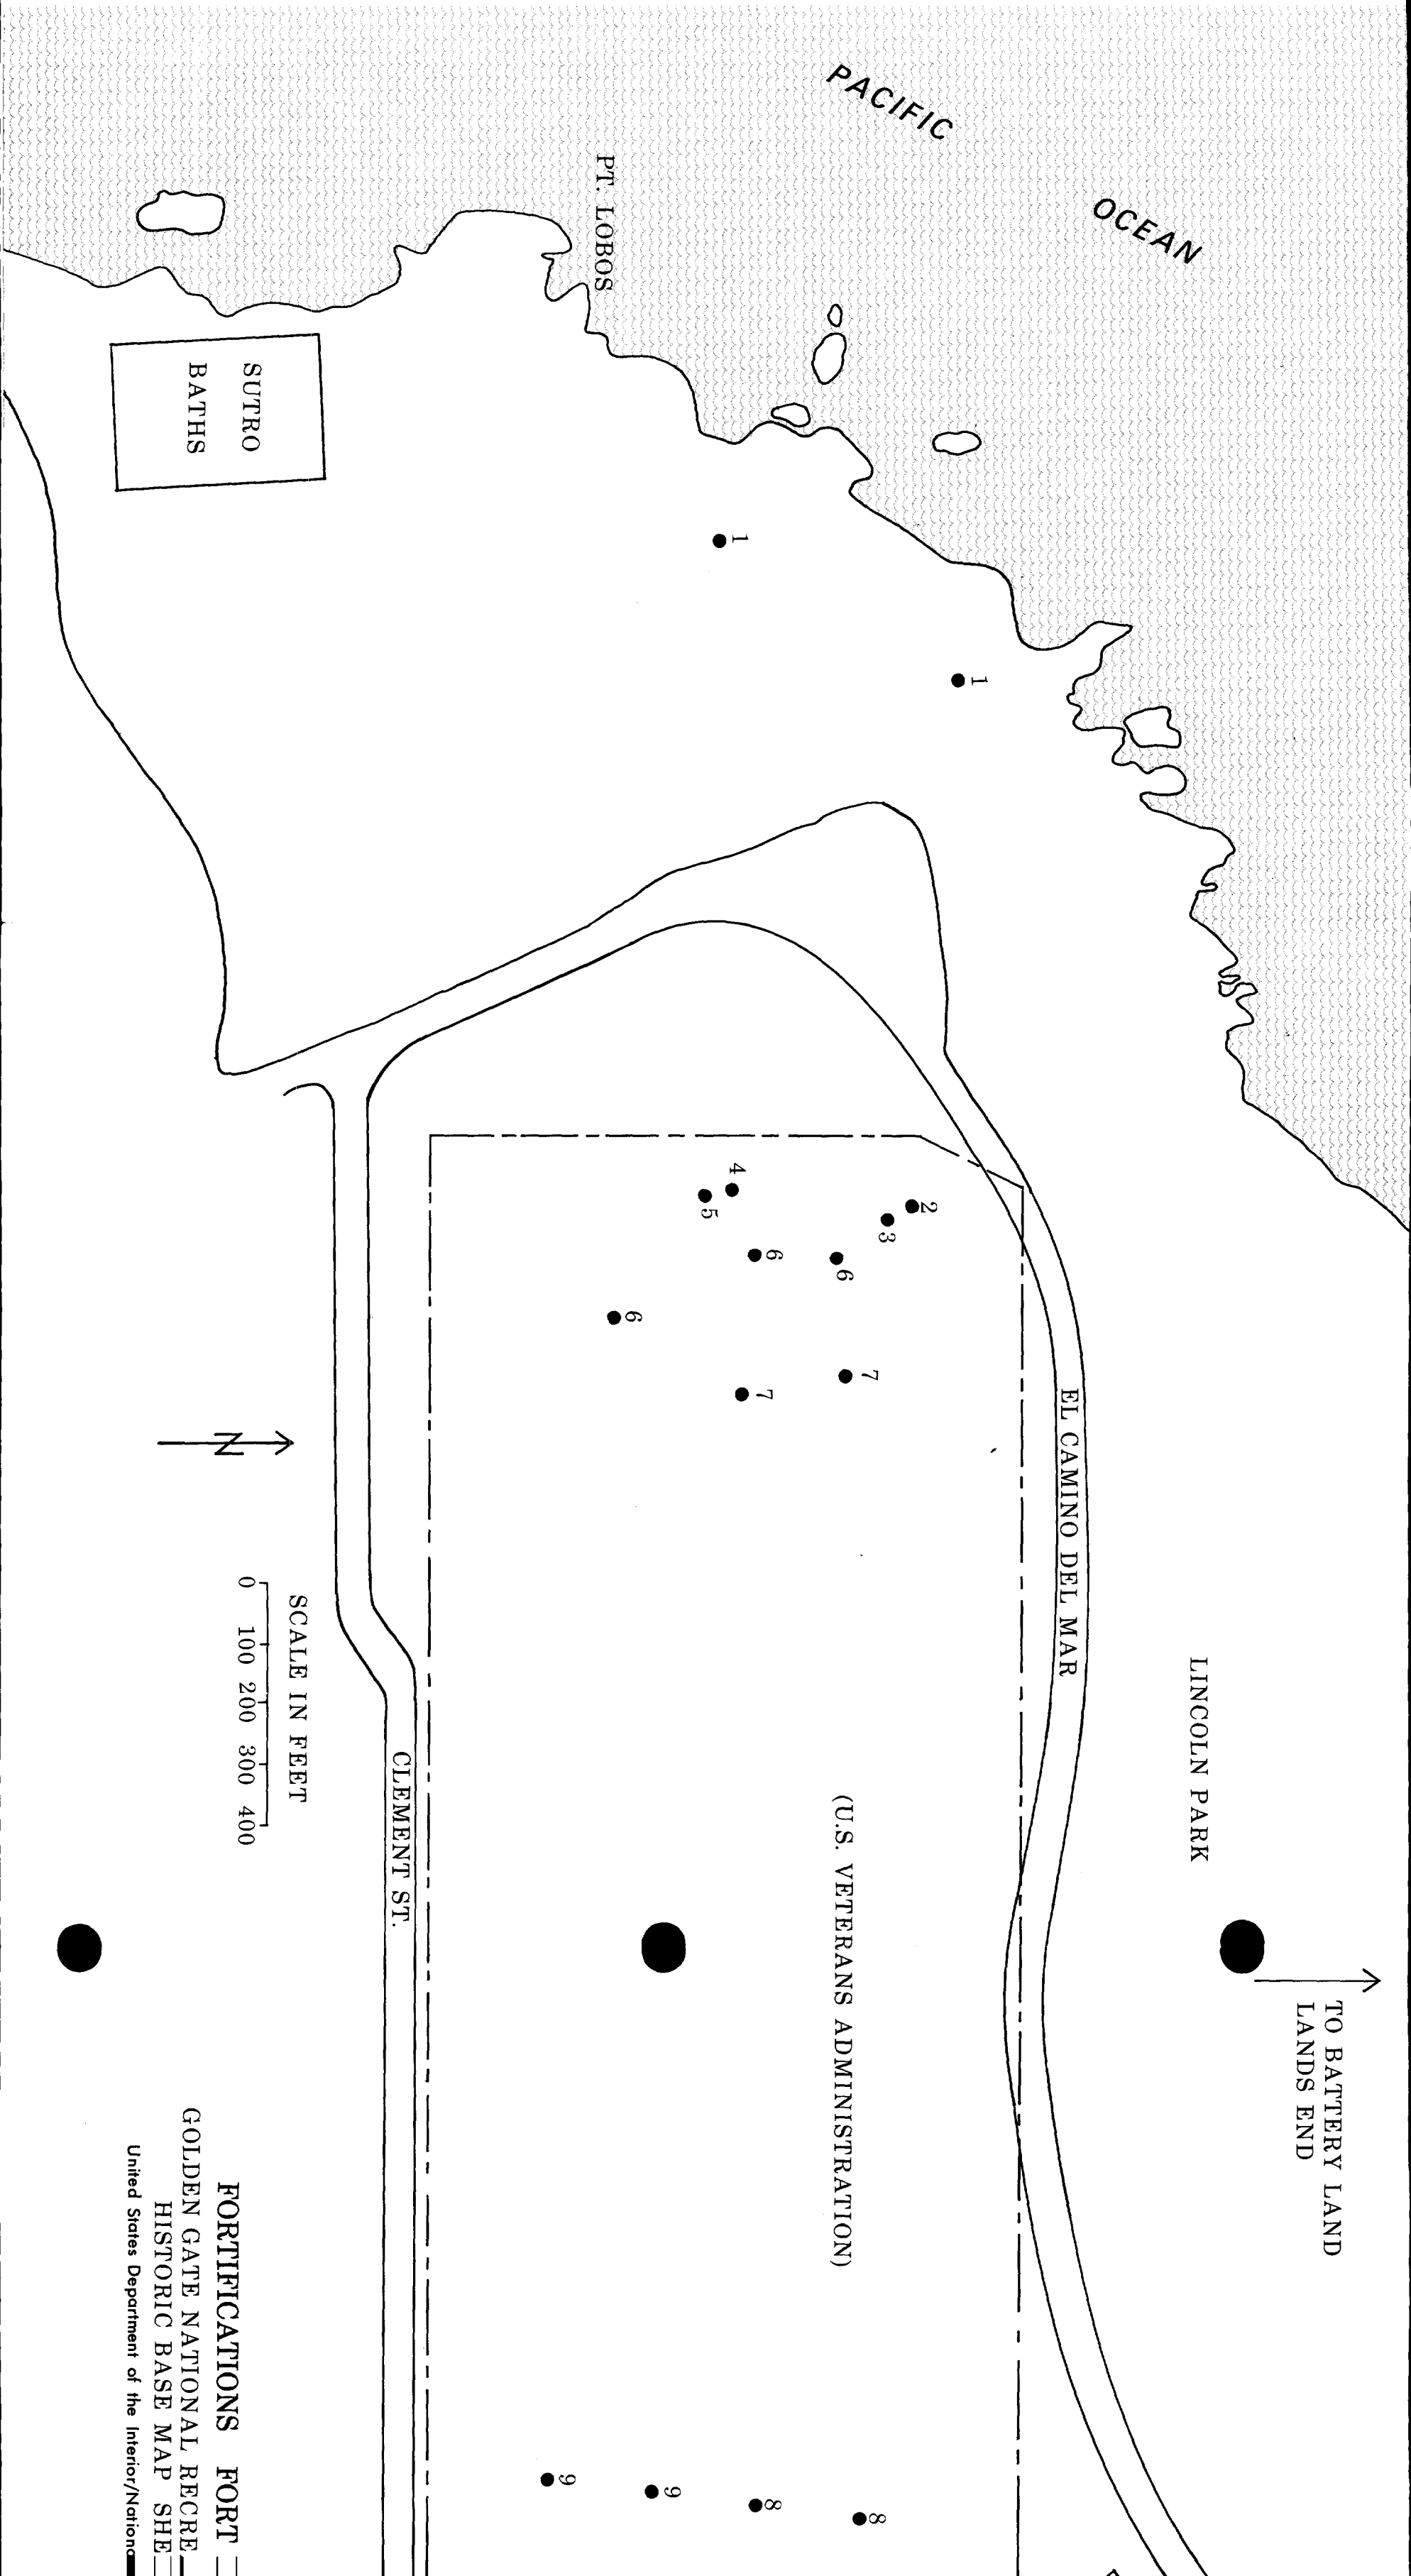 PACIFIC
OCEAN
PT. LOBOS
SUTRO
BATHS
1
1
2
3
4
5
6
6
6
7
7
EL CAMINO DEL MAR
LINCOLN PARK
TO BATTERY LAND
LANDS END
(U.S. VETERANS ADMINISTRATION)
8
8
9
9
CLEMENT ST.
N
SCALE IN FEET
0 100 200 300 400
FORTIFICATIONS FORT
GOLDEN GATE NATIONAL RECRE
HISTORIC BASE MAP SHE
United States Department of the Interior/Nationa